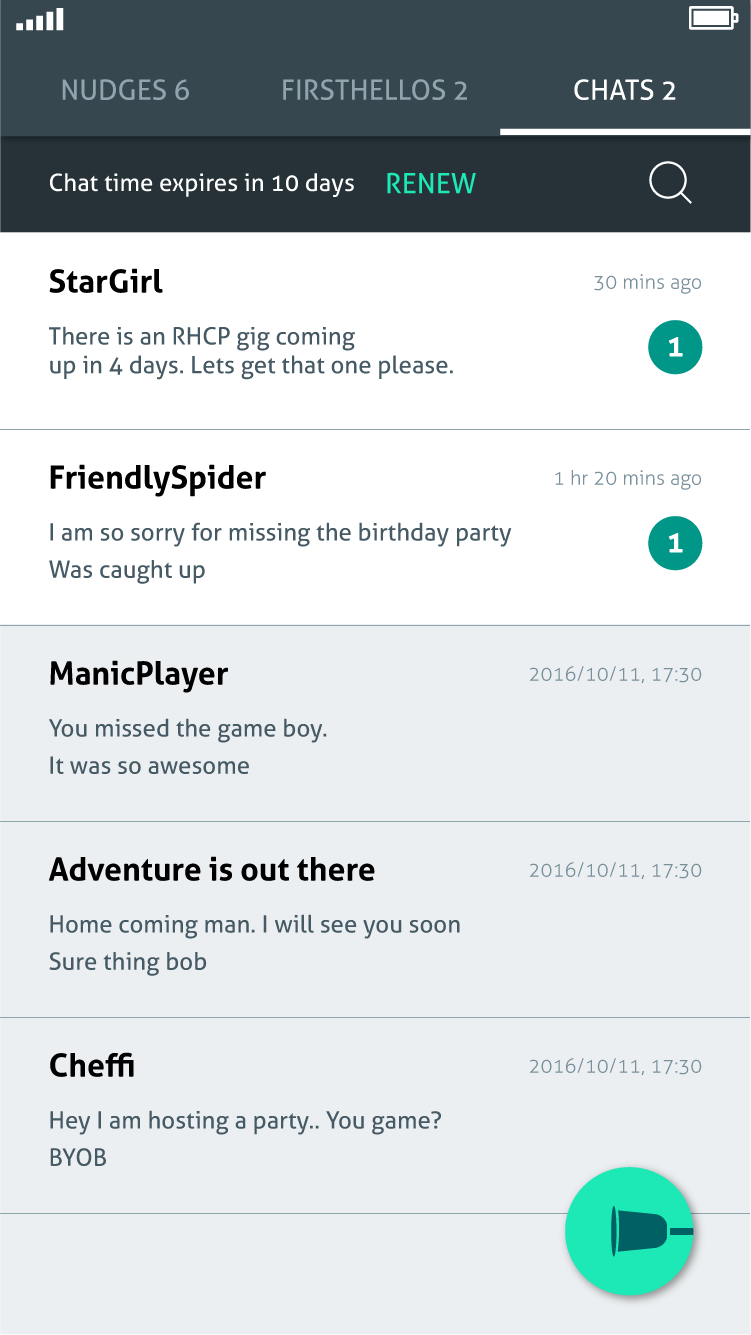 NUDGES 6 FIRSTHELLOS 2 CHATS 2
Chat time expires in 10 days RENEW
StarGirl 30 mins ago
There is an RHCP gig coming
up in 4 days. Lets get that one please.
1
FriendlySpider 1 hr 20 mins ago
I am so sorry for missing the birthday party
1
Was caught up
ManicPlayer 2016/10/11, 17:30
You missed the game boy.
It was so awesome
Adventure is out there 2016/10/11, 17:30
Home coming man. I will see you soon
Sure thing bob
Cheffi 2016/10/11, 17:30
Hey I am hosting a party.. You game?
BYOB